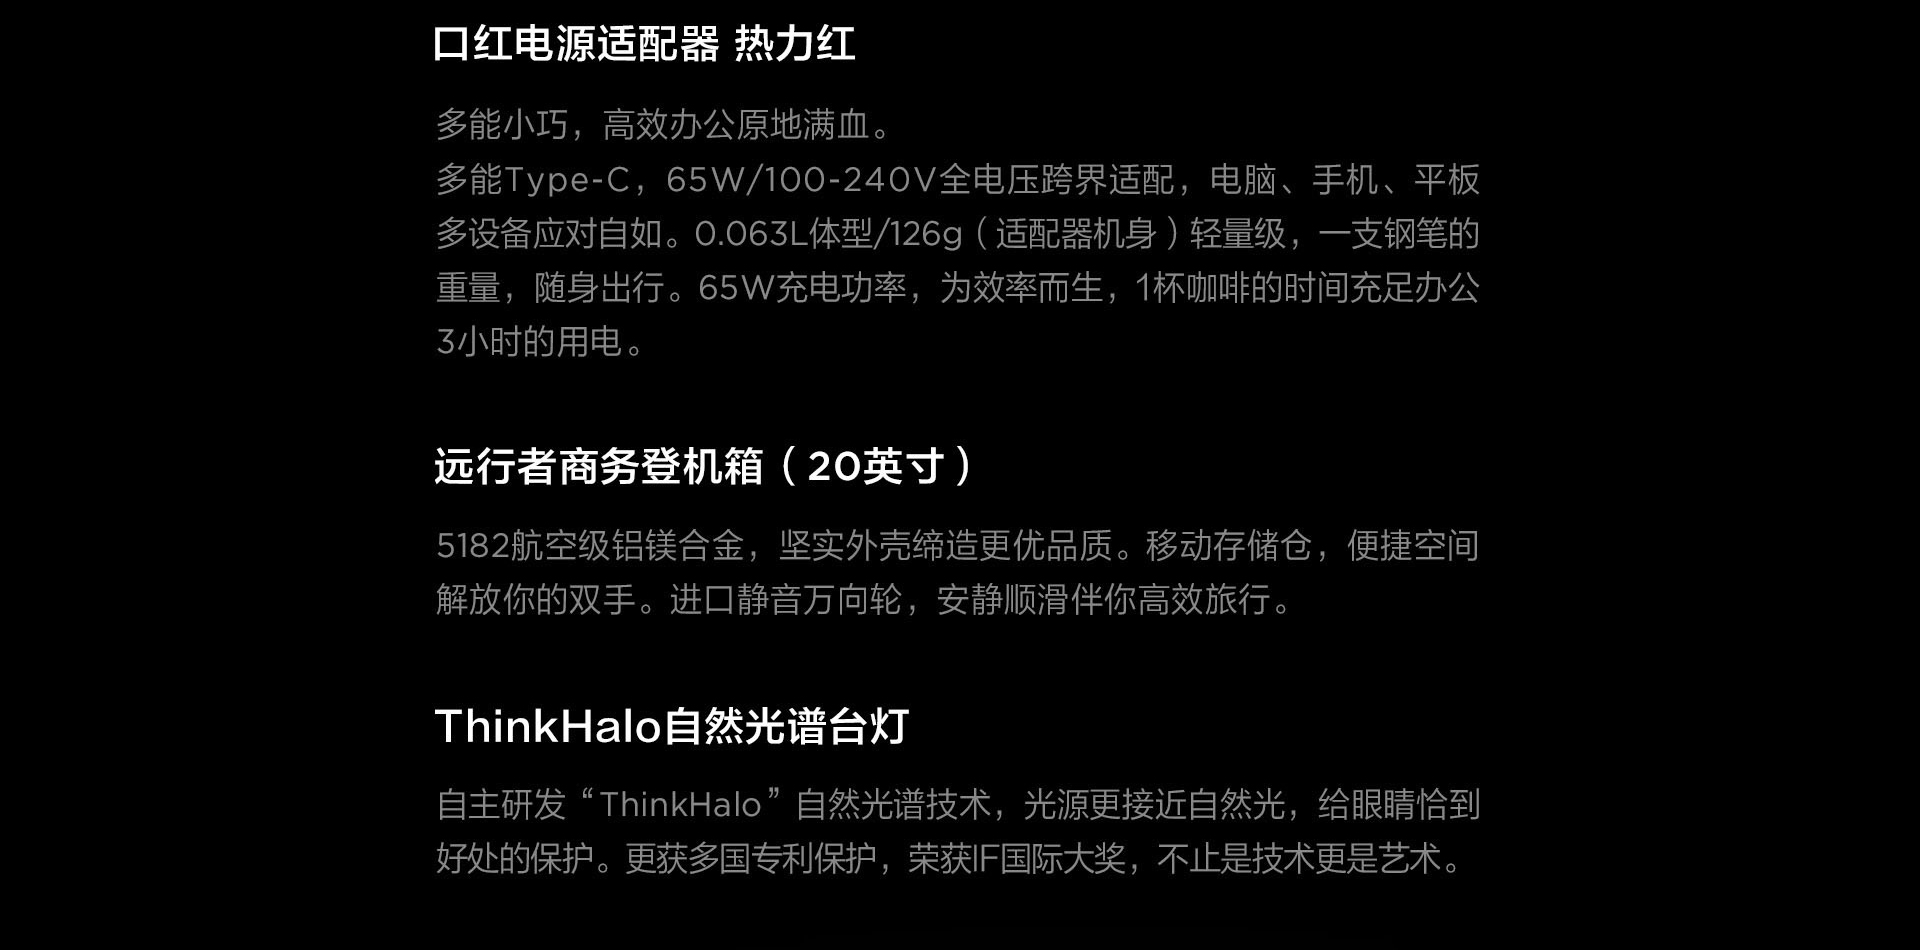 口红电源适配器 热力红
多能小巧，高效办公原地满血。
多能Type-C，65W/100-240V全电压跨界适配，电脑、手机、平板
多设备应对自如。0.063L体型/126g（适配器机身）轻量级，一支钢笔的
重量，随身出行。65W充电功率，为效率而生，1杯咖啡的时间充足办公
3小时的用电。
远行者商务登机箱（20英寸）
5182航空级铝镁合金，坚实外壳缔造更优品质。移动存储仓，便捷空间
解放你的双手。进口静音万向轮，安静顺滑伴你高效旅行。
ThinkHalo自然光谱台灯
自主研发“ThinkHalo”自然光谱技术，光源更接近自然光，给眼睛恰到
好处的保护。更获多国专利保护，荣获IF国际大奖，不止是技术更是艺术。